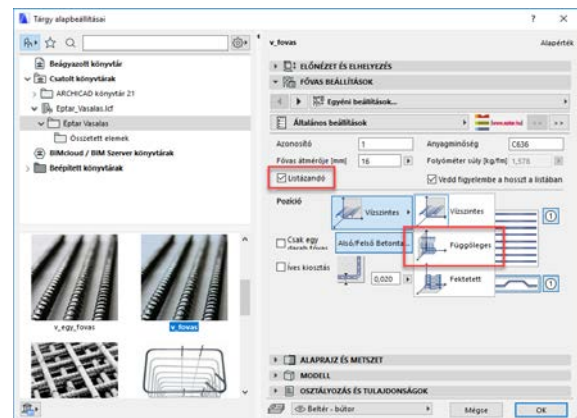 Tárgy alapbeállításai
v_fovas
Alapérték
Beágyazott könyvtár
Csatolt könyvtárak
ARCHICAD könyvtár 21
Eptar_Vasalas.lcf
Eptar Vasalas
Összetett elemek
BIMcloud / BIM Szerver könyvtárak
Beépített könyvtárak
v_egy_fovas
v_fovas
ELŐNÉZET ÉS ELHELYEZÉS
FŐVAS BEÁLLÍTÁSOK
Egyéni beállítások...
Általános beállítások
Azonosító
1
Anyagminőség
C636
Fővas átmérője [mm]
16
Folyóméter súly [kg/fm]
1,578
Listázandó
Vedd figyelembe a hosszt a listában
Pozíció
Vízszintes
Vízszintes
Csak egy
Alsó/Felső Betonta...
Függőleges
Íves kiosztás
0,020
Fektetett
1
1
ALAPRAJZ ÉS METSZET
MODELL
OSZTÁLYOZÁS ÉS TULAJDONSÁGOK
Beltér - bútor
Mégse
OK